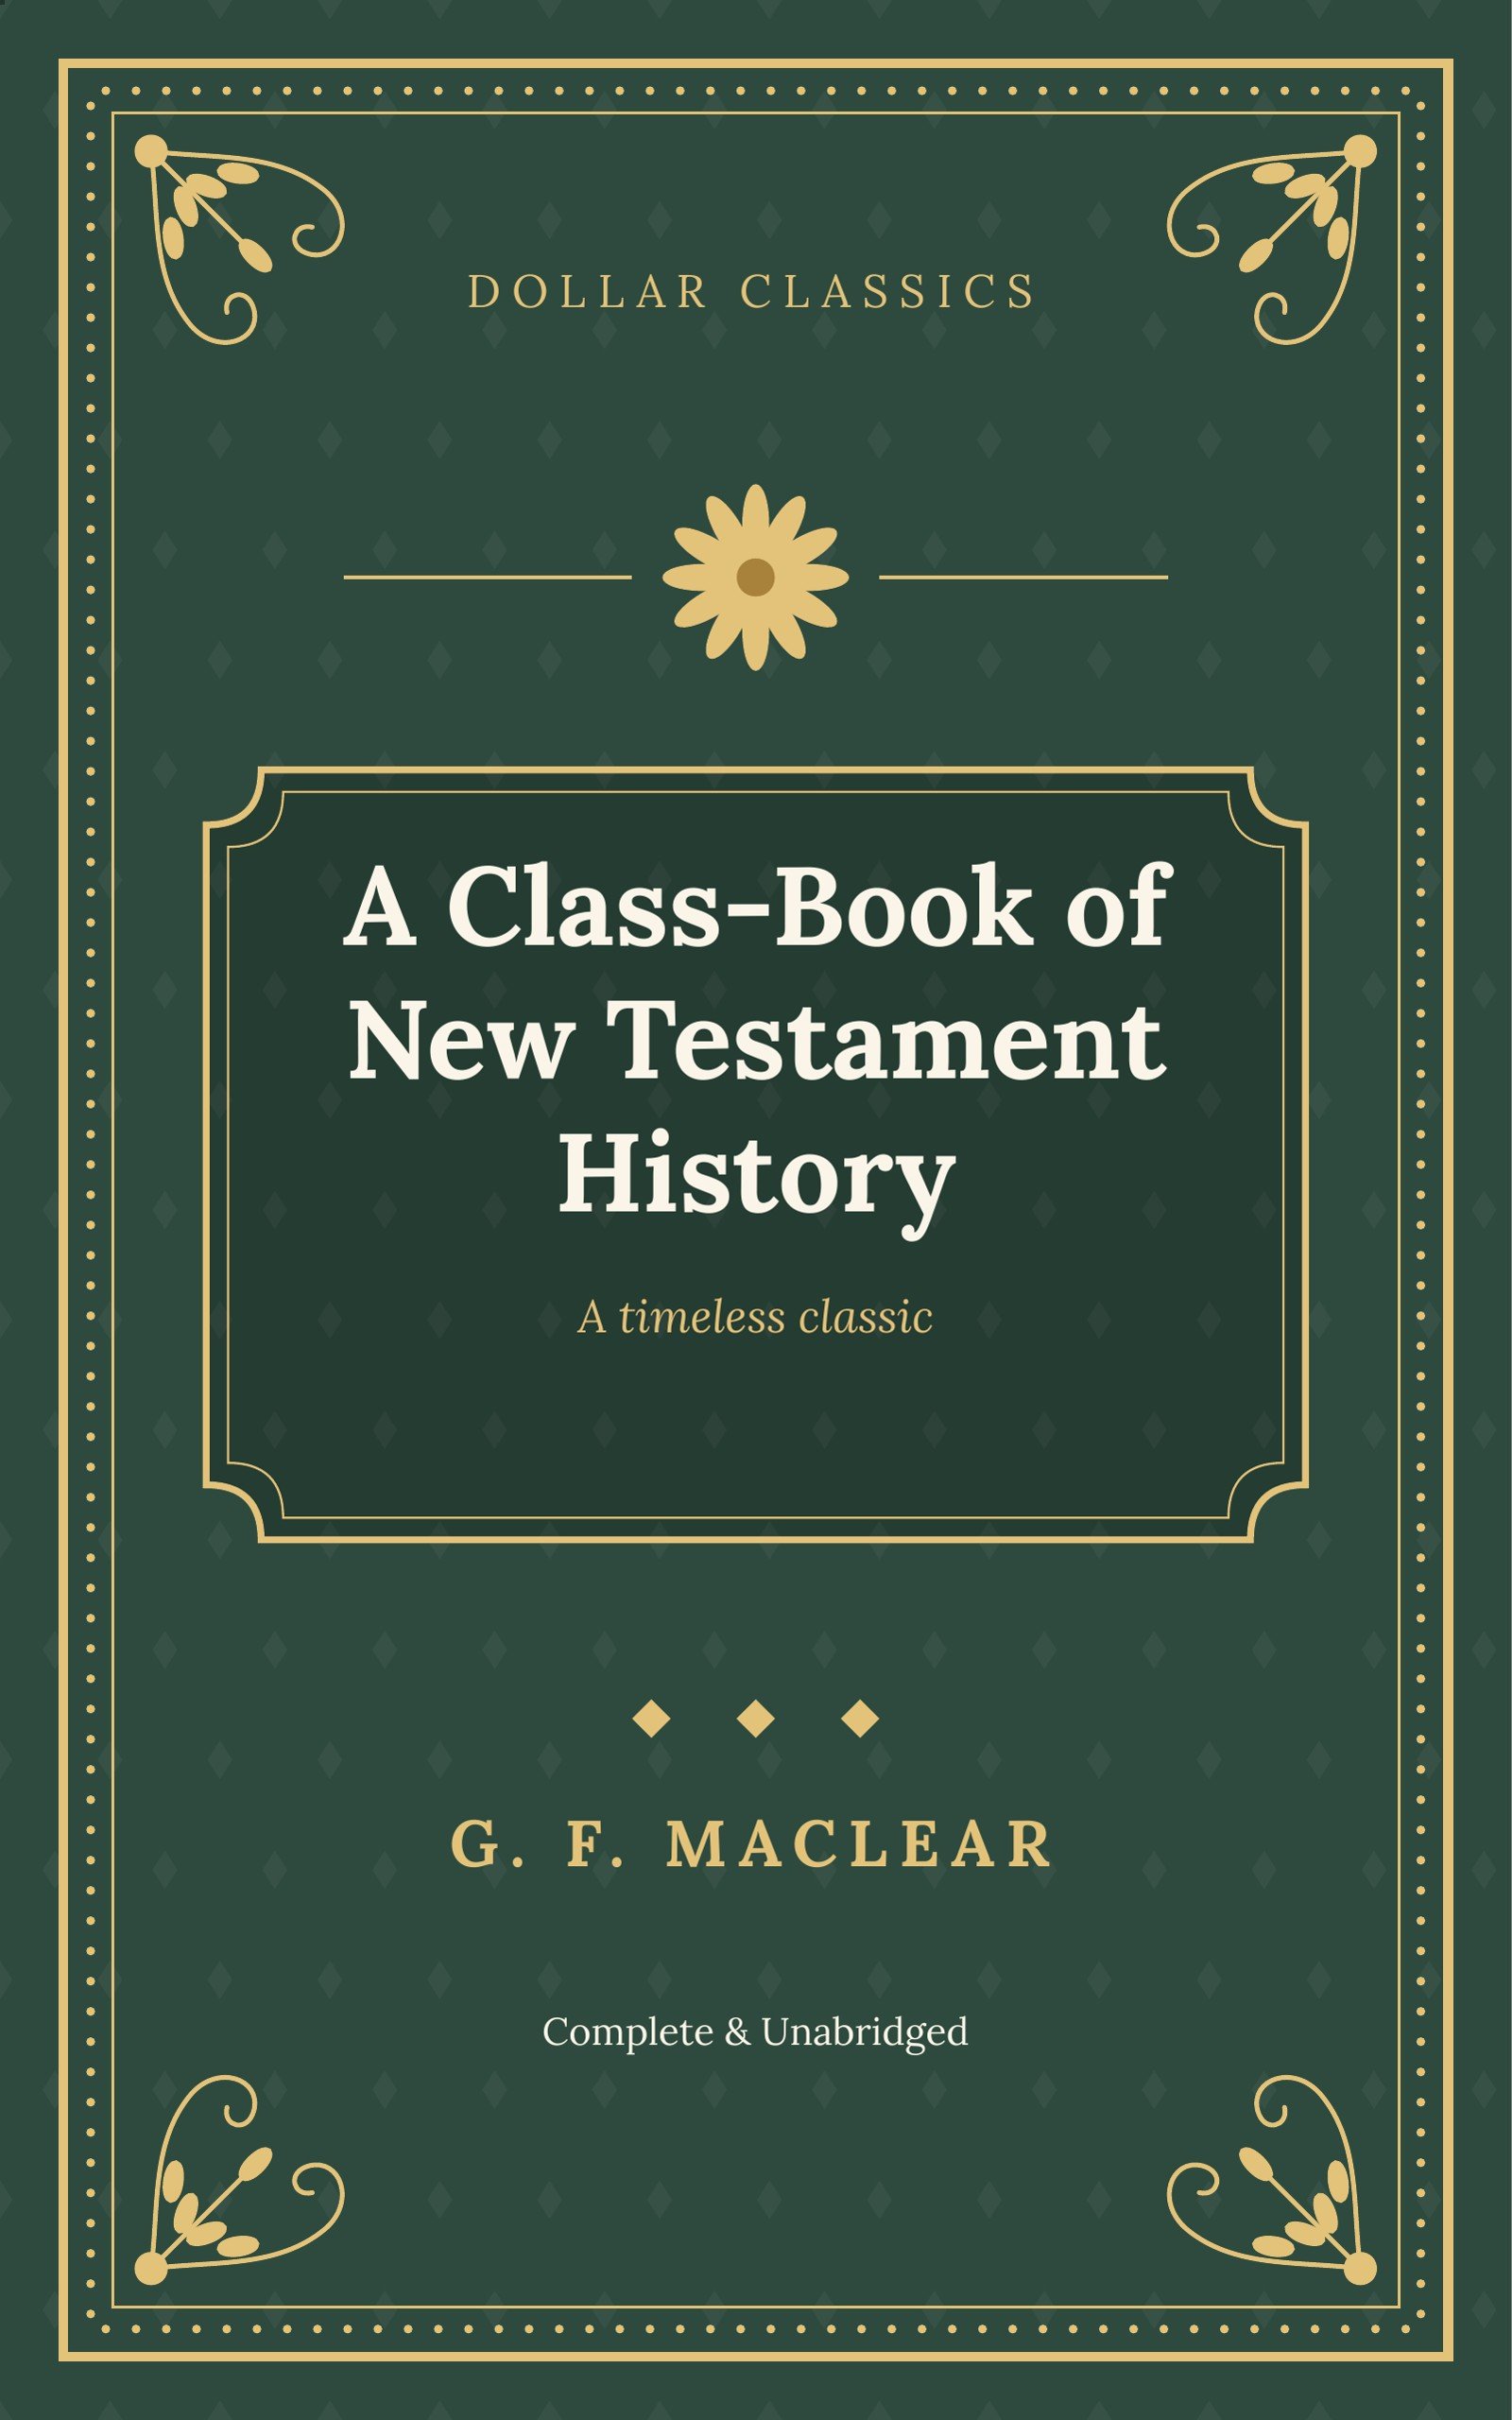 DOLLAR CLASSICS
A Class-Book of
New Testament
History
A timeless classic
G. F. MACLEAR
Complete & Unabridged